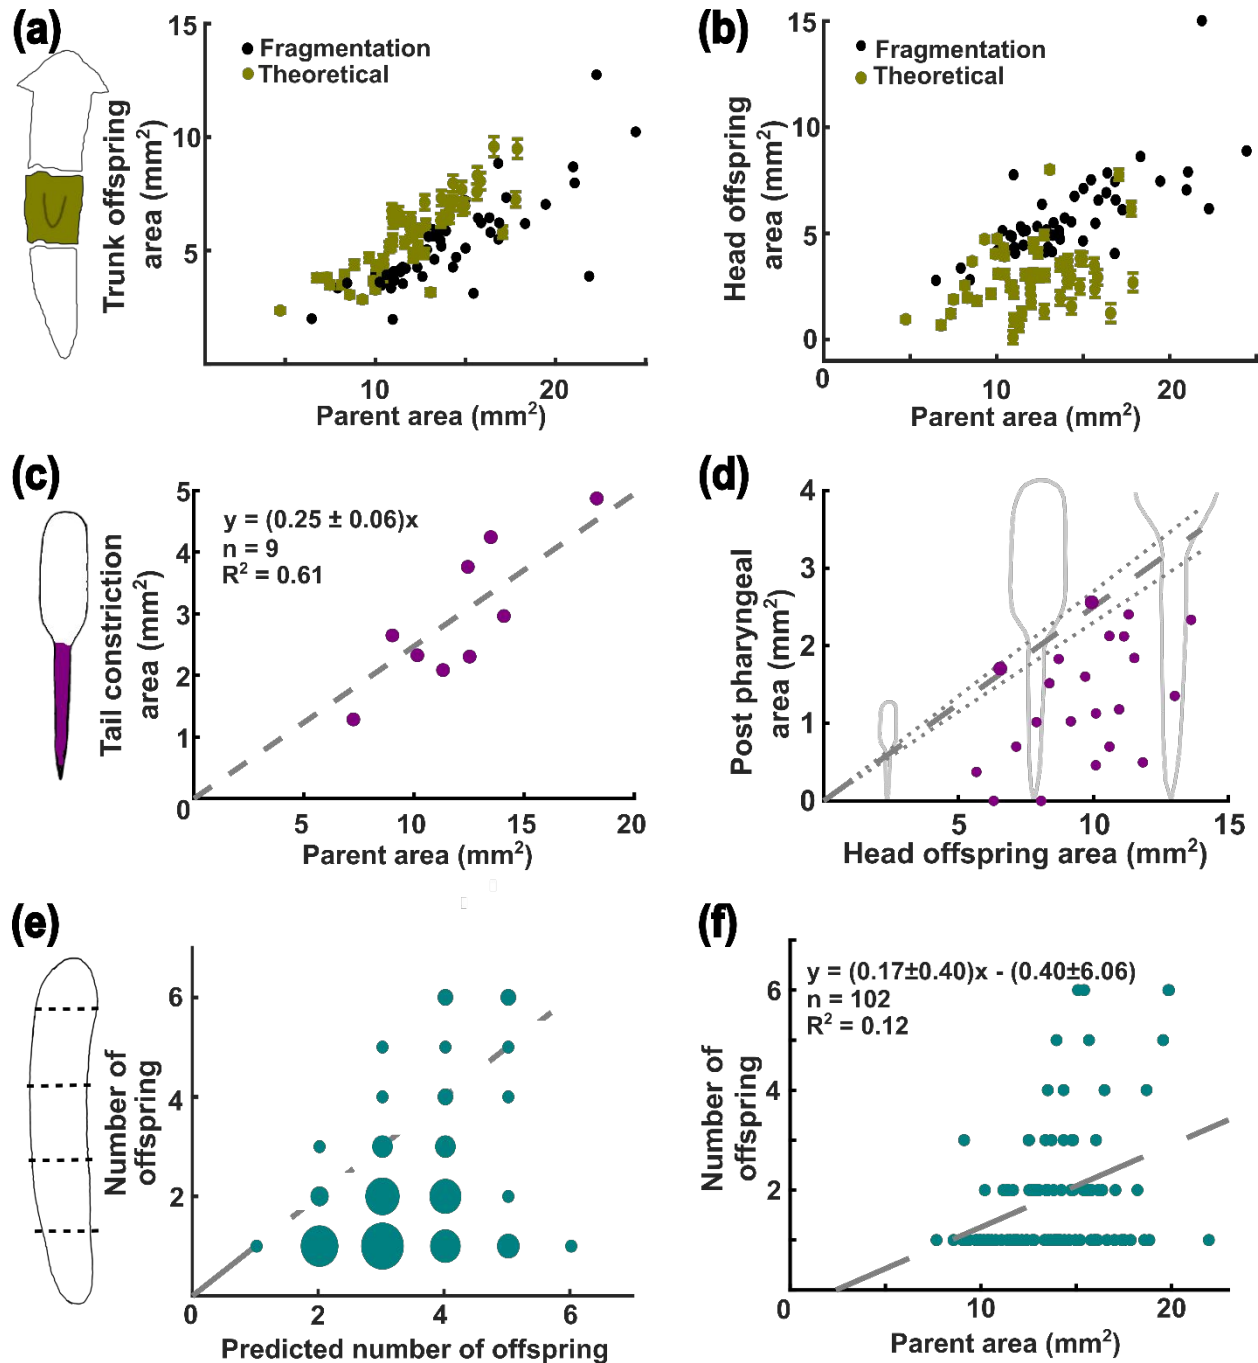 (a)
15
10
5
Fragmentation
Theoretical
Trunk offspring
area (mm²)
10
20
Parent area (mm²)
(b)
15
10
5
0
Fragmentation
Theoretical
Head offspring
area (mm²)
0
10
20
Parent area (mm²)
(c)
5
4
3
2
1
0
y = (0.25 ± 0.06)x
n = 9
R² = 0.61
Tail constriction
area (mm²)
5
10
15
20
Parent area (mm²)
(d)
4
3
2
1
0
Post pharyngeal
area (mm²)
5
10
15
Head offspring area (mm²)
(e)
6
4
2
Number of
offspring
0
2
4
6
Predicted number of offspring
(f)
y = (0.17±0.40)x - (0.40±6.06)
n = 102
R² = 0.12
6
4
2
Number of
offspring
0
10
20
Parent area (mm²)